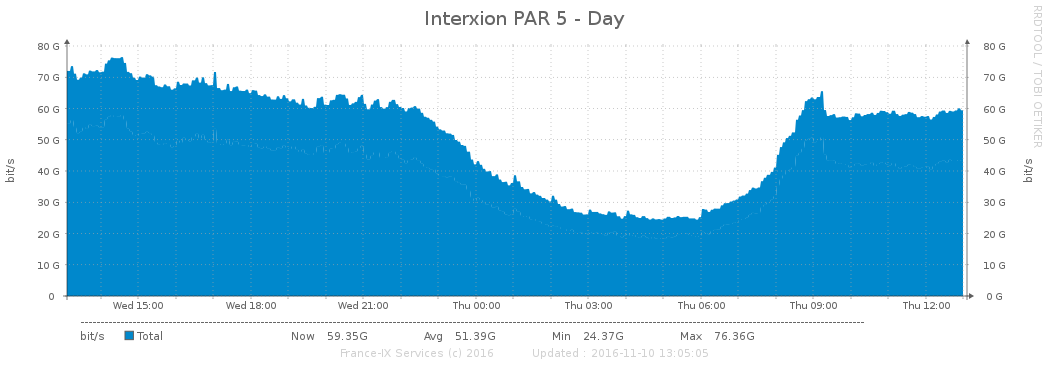 Interxion PAR 5 - Day
RRDTOOL / TOBI OETIKER
80 G 80 G
70 G 70 G
60 G 60 G
50 G 50 G
40 G 40 G
30 G 30 G
20 G 20 G
10 G 10 G
0 0 G
bit/s bit/s
Wed 15:00 Wed 18:00 Wed 21:00 Thu 00:00 Thu 03:00 Thu 06:00 Thu 09:00 Thu 12:00
bit/s Total Now 59.35G Avg 51.39G Min 24.37G Max 76.36G
France-IX Services (c) 2016 Updated : 2016-11-10 13:05:05